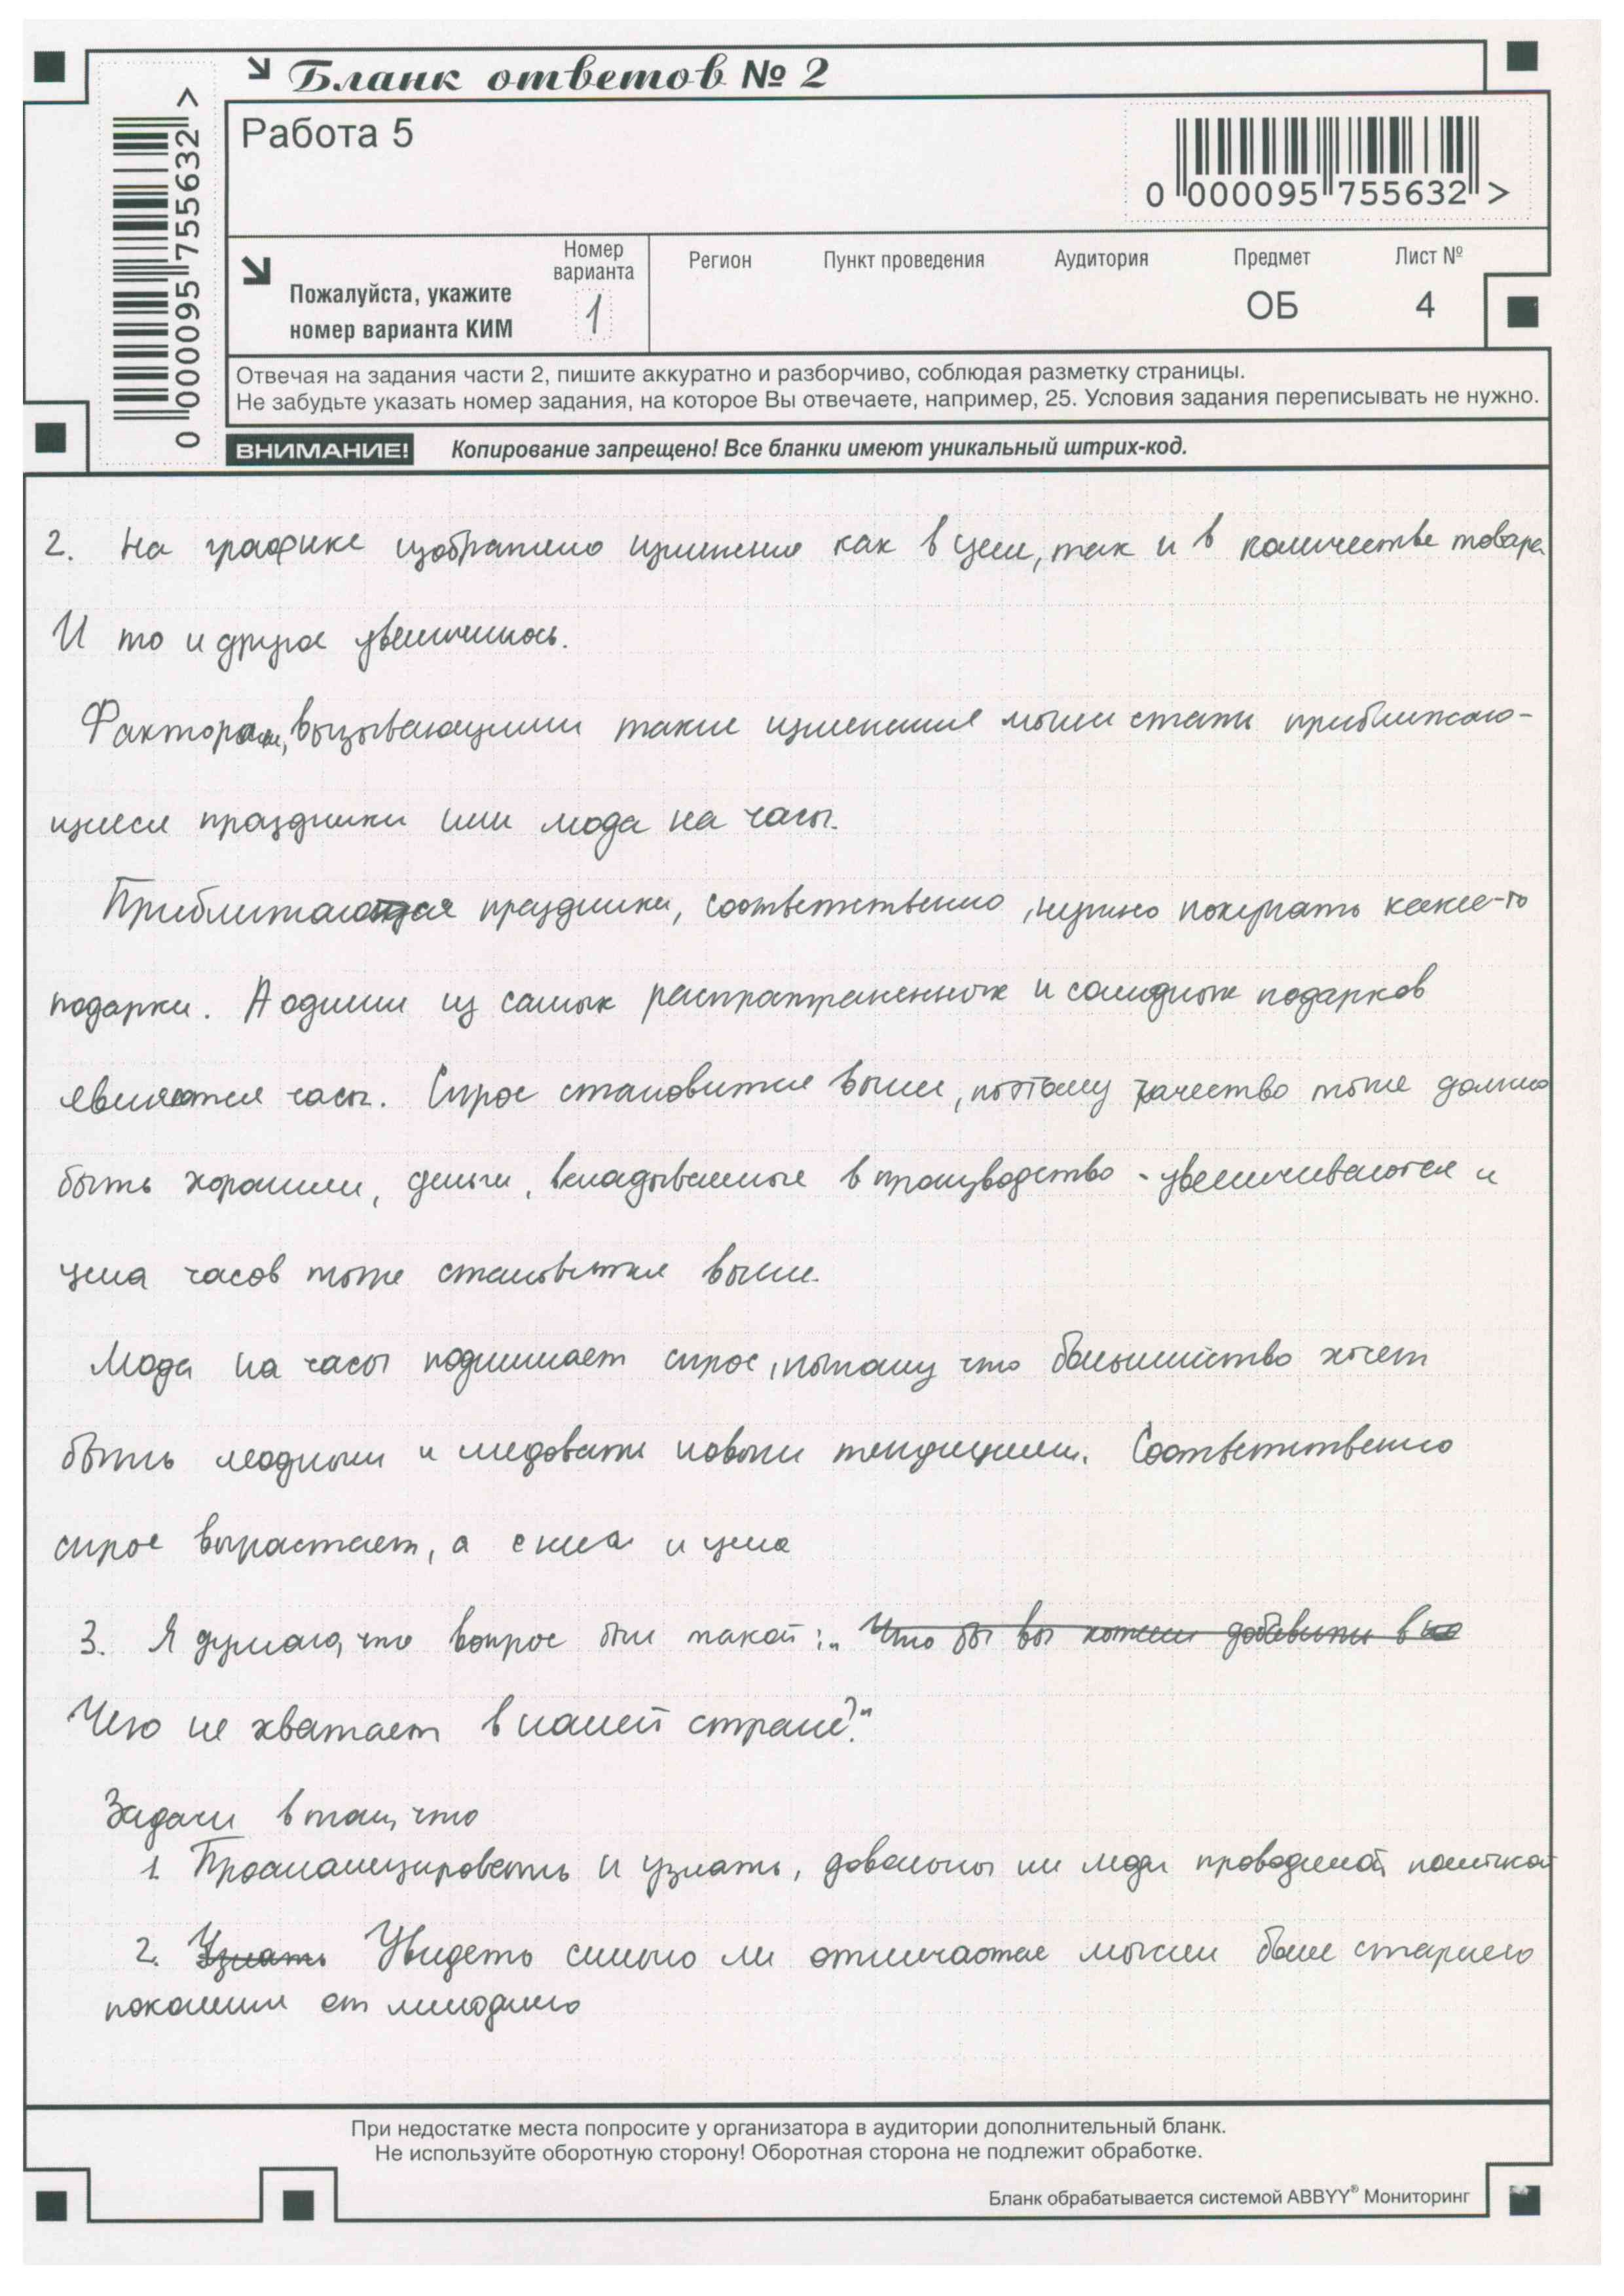 Бланк ответов № 2
Работа 5
0 000095 755632 >
0 000095 755632 >
Пожалуйста, укажите
номер варианта КИМ
Номер
варианта
1
Регион
Пункт проведения
Аудитория
Предмет
ОБ
Лист №
4
Отвечая на задания части 2, пишите аккуратно и разборчиво, соблюдая разметку страницы.
Не забудьте указать номер задания, на которое Вы отвечаете, например, 25. Условия задания переписывать не нужно.
ВНИМАНИЕ! Копирование запрещено! Все бланки имеют уникальный штрих-код.
2. На графике изображено изменение как в цене, так и в количестве товара
И то и другое увеличилось.
Факторами, вызывающими такие изменение могли стать приближаю-
щиеся праздники или мода на часы.
Приближаются праздники, соответственно, нужно покупать какие-то
подарки. А одним из самых распрастраненных и солидных подарков
являются часы. Спрос становится выше, поэтому качество тоже должно
быть хорошим, деньги, вкладываемые в производство - увеличиваются и
цена часов тоже становится выше.
Мода на часы поднимает спрос, потому что большинство хочет
быть модными и следовать новым тенденциям. Соответственно
спрос вырастает, а с ним и цена
3. Я думаю, что вопрос был такой: „ Что бы вы хотели добавить в
Чего не хватает в нашей стране?"
Задачи в том, что
1. Проанализировать и узнать, довольны ли люди проводимой политикой
2. Узнать Увидеть сильно ли отличаются мысли более старшего
поколения от молодого
При недостатке места попросите у организатора в аудитории дополнительный бланк.
Не используйте оборотную сторону! Оборотная сторона не подлежит обработке.
Бланк обрабатывается системой ABBYY® Мониторинг